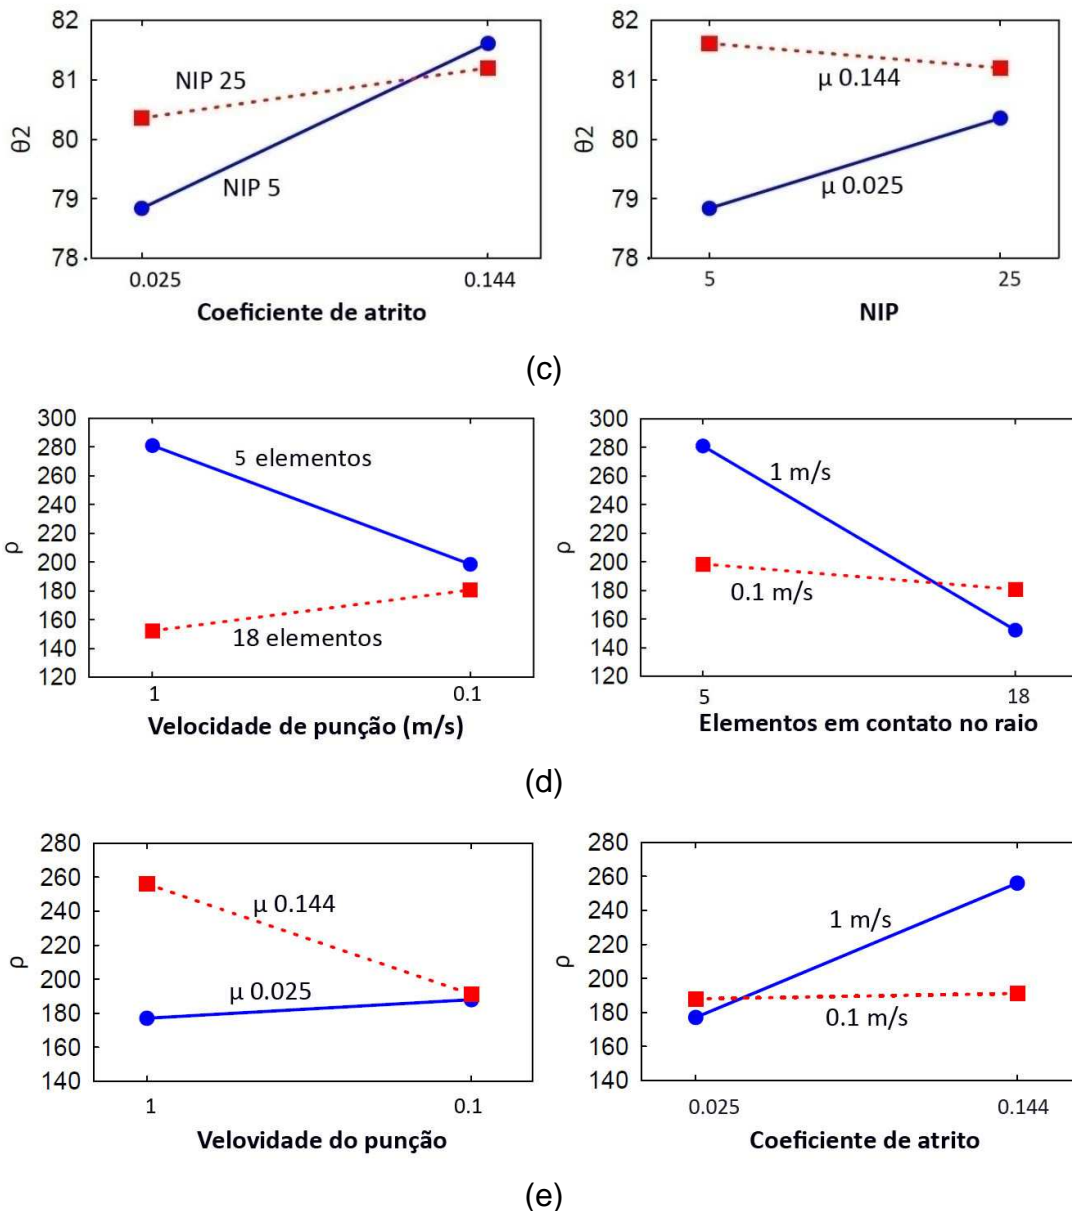 82
81
80
79
78
θ2
NIP 25
NIP 5
0.025
0.144
Coeficiente de atrito
82
81
80
79
78
θ2
μ 0.144
μ 0.025
5
25
NIP
(c)
300
280
260
240
220
200
180
160
140
120
ρ
5 elementos
18 elementos
1
0.1
Velocidade de punção (m/s)
300
280
260
240
220
200
180
160
140
120
ρ
1 m/s
0.1 m/s
5
18
Elementos em contato no raio
(d)
280
260
240
220
200
180
160
140
ρ
μ 0.144
μ 0.025
1
0.1
Velovidade do punção
280
260
240
220
200
180
160
140
ρ
1 m/s
0.1 m/s
0.025
0.144
Coeficiente de atrito
(e)